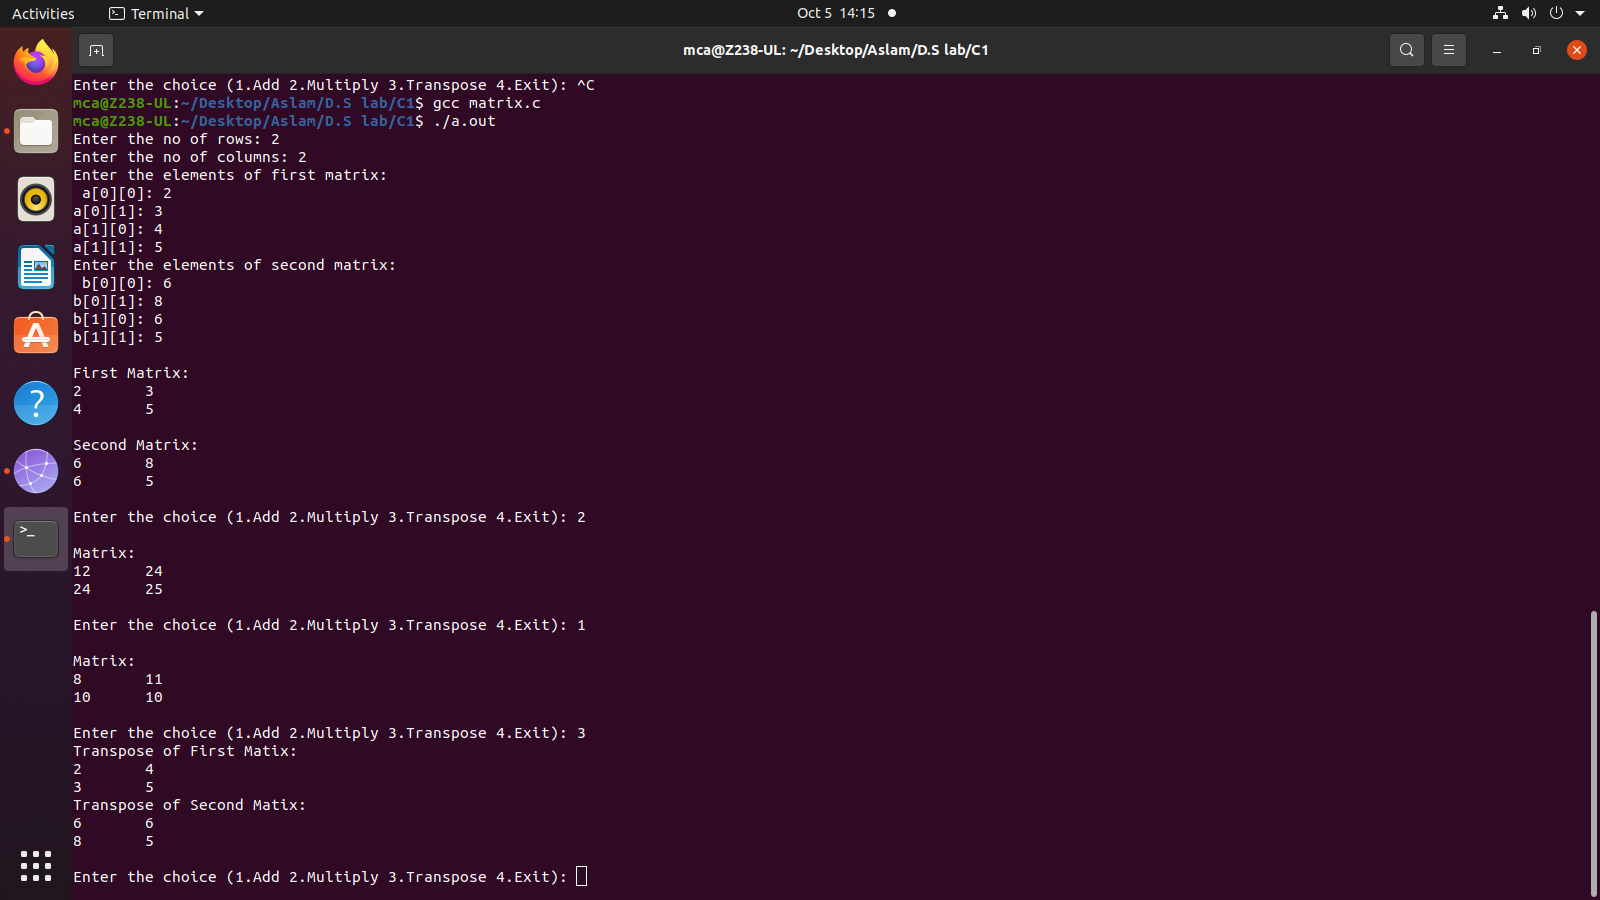 Activities Terminal Oct 5 14:15
mca@Z238-UL: ~/Desktop/Aslam/D.S lab/C1
Enter the choice (1.Add 2.Multiply 3.Transpose 4.Exit): ^C
mca@Z238-UL:~/Desktop/Aslam/D.S lab/C1$ gcc matrix.c
mca@Z238-UL:~/Desktop/Aslam/D.S lab/C1$ ./a.out
Enter the no of rows: 2
Enter the no of columns: 2
Enter the elements of first matrix:
 a[0][0]: 2
a[0][1]: 3
a[1][0]: 4
a[1][1]: 5
Enter the elements of second matrix:
 b[0][0]: 6
b[0][1]: 8
b[1][0]: 6
b[1][1]: 5

First Matrix:
2       3
4       5

Second Matrix:
6       8
6       5

Enter the choice (1.Add 2.Multiply 3.Transpose 4.Exit): 2

Matrix:
12      24
24      25

Enter the choice (1.Add 2.Multiply 3.Transpose 4.Exit): 1

Matrix:
8       11
10      10

Enter the choice (1.Add 2.Multiply 3.Transpose 4.Exit): 3
Transpose of First Matix:
2       4
3       5
Transpose of Second Matix:
6       6
8       5

Enter the choice (1.Add 2.Multiply 3.Transpose 4.Exit):